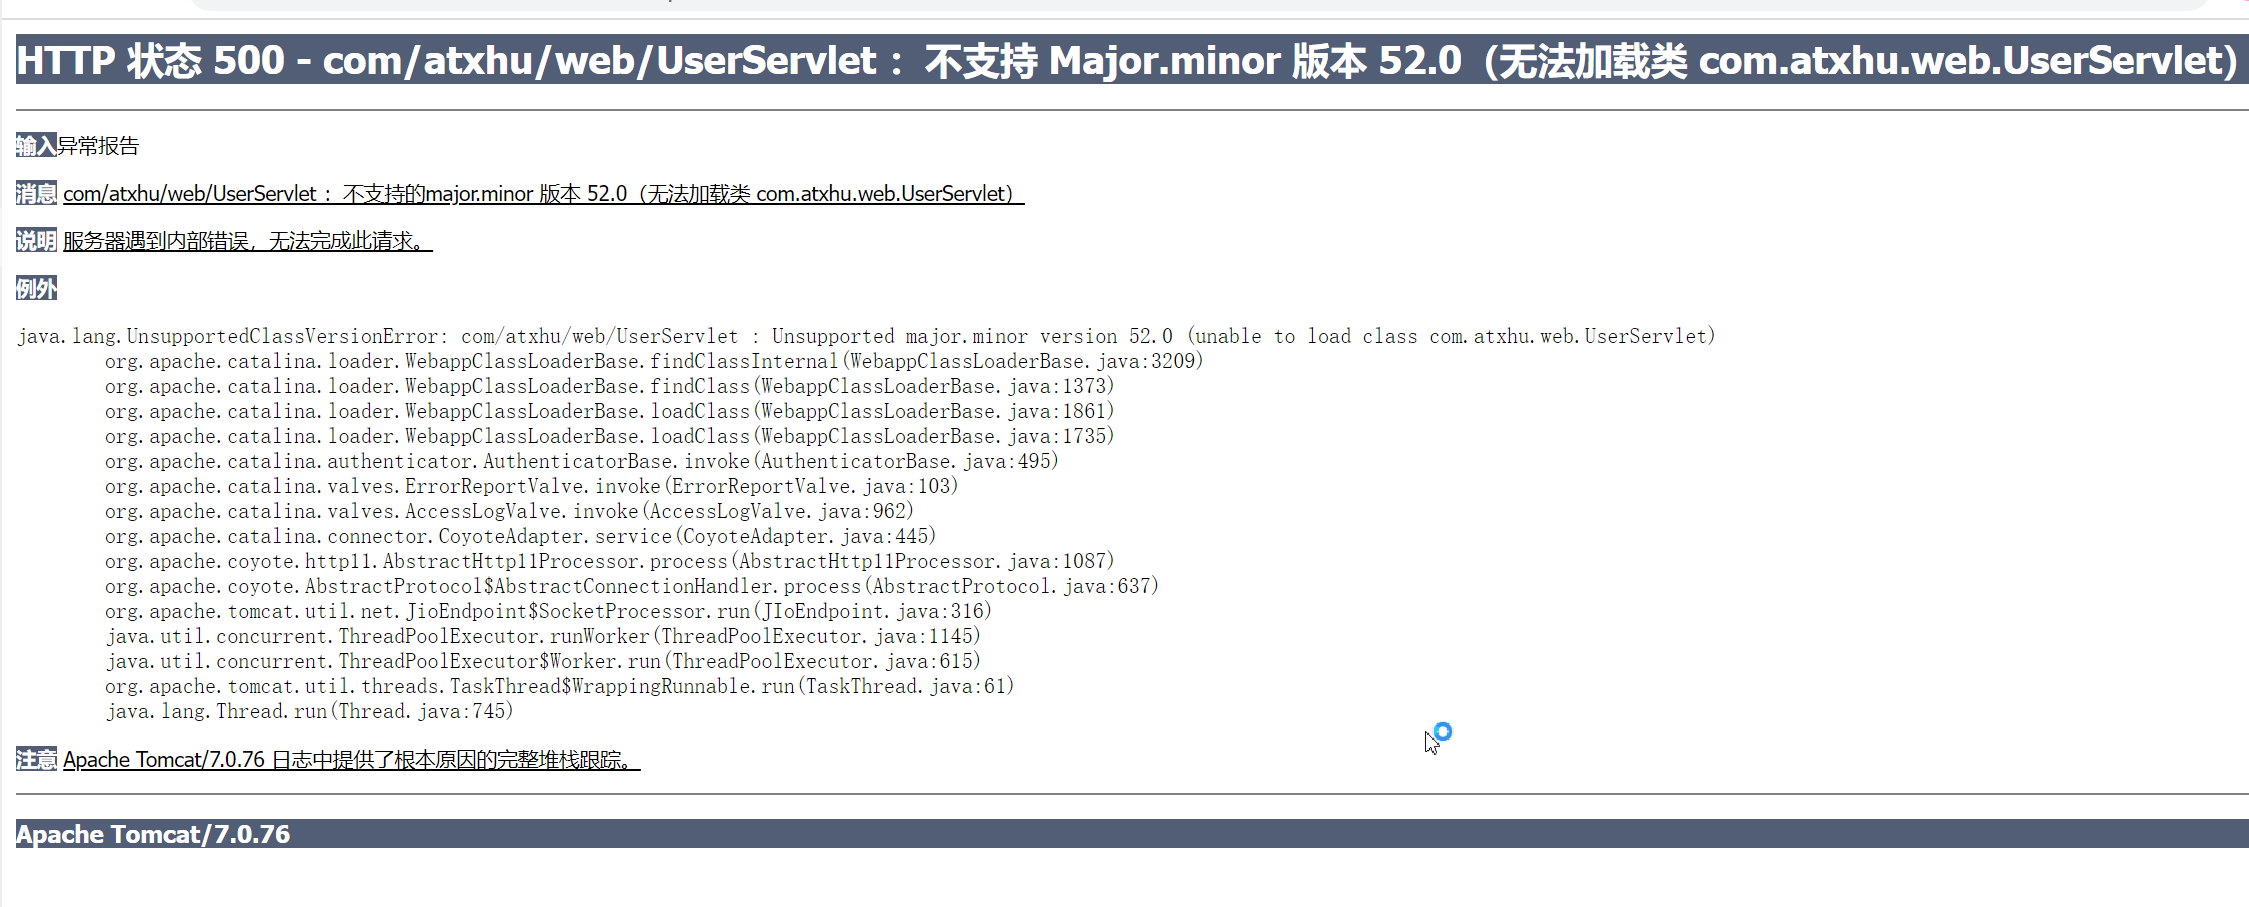 HTTP 状态 500 - com/atxhu/web/UserServlet ：不支持 Major.minor 版本 52.0（无法加载类 com.atxhu.web.UserServlet）
输入异常报告
消息 com/atxhu/web/UserServlet ：不支持的major.minor 版本 52.0（无法加载类 com.atxhu.web.UserServlet）
说明 服务器遇到内部错误，无法完成此请求。
例外
java.lang.UnsupportedClassVersionError: com/atxhu/web/UserServlet : Unsupported major.minor version 52.0 (unable to load class com.atxhu.web.UserServlet)
org.apache.catalina.loader.WebappClassLoaderBase.findClassInternal(WebappClassLoaderBase.java:3209)
org.apache.catalina.loader.WebappClassLoaderBase.findClass(WebappClassLoaderBase.java:1373)
org.apache.catalina.loader.WebappClassLoaderBase.loadClass(WebappClassLoaderBase.java:1861)
org.apache.catalina.loader.WebappClassLoaderBase.loadClass(WebappClassLoaderBase.java:1735)
org.apache.catalina.authenticator.AuthenticatorBase.invoke(AuthenticatorBase.java:495)
org.apache.catalina.valves.ErrorReportValve.invoke(ErrorReportValve.java:103)
org.apache.catalina.valves.AccessLogValve.invoke(AccessLogValve.java:962)
org.apache.catalina.connector.CoyoteAdapter.service(CoyoteAdapter.java:445)
org.apache.coyote.http11.AbstractHttp11Processor.process(AbstractHttp11Processor.java:1087)
org.apache.coyote.AbstractProtocol$AbstractConnectionHandler.process(AbstractProtocol.java:637)
org.apache.tomcat.util.net.JioEndpoint$SocketProcessor.run(JIoEndpoint.java:316)
java.util.concurrent.ThreadPoolExecutor.runWorker(ThreadPoolExecutor.java:1145)
java.util.concurrent.ThreadPoolExecutor$Worker.run(ThreadPoolExecutor.java:615)
org.apache.tomcat.util.threads.TaskThread$WrappingRunnable.run(TaskThread.java:61)
java.lang.Thread.run(Thread.java:745)
注意 Apache Tomcat/7.0.76 日志中提供了根本原因的完整堆栈跟踪。
Apache Tomcat/7.0.76